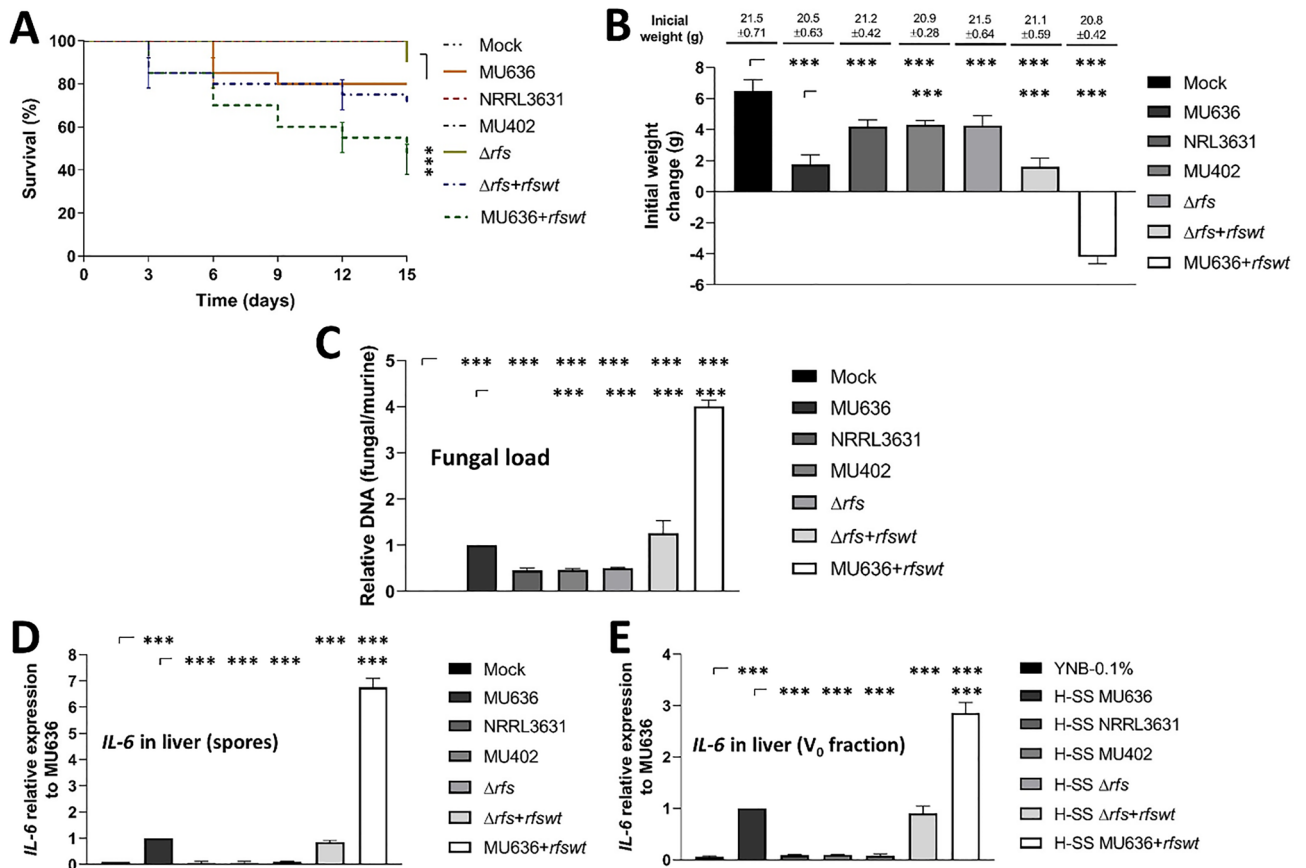 A
Survival (%)
100
80
60
40
20
0
0 3 6 9 12 15
Time (days)
***
Mock
MU636
NRRL3631
MU402
Δrfs
Δrfs+rfswt
MU636+rfswt
B
Inicial weight (g)
21.5 ±0.71
20.5 ±0.63
21.2 ±0.42
20.9 ±0.28
21.5 ±0.64
21.1 ±0.59
20.8 ±0.42
*** *** *** *** *** ***
*** *** ***
Initial weight
change (g)
8
6
4
2
0
-2
-4
-6
Mock
MU636
NRL3631
MU402
Δrfs
Δrfs+rfswt
MU636+rfswt
C
Relative DNA (fungal/murine)
5
4
3
2
1
0
*** *** *** *** *** ***
*** *** *** ***
Fungal load
Mock
MU636
NRRL3631
MU402
Δrfs
Δrfs+rfswt
MU636+rfswt
D
IL-6 relative expression
to MU636
8
7
6
5
4
3
2
1
0
*** *** ***
*** *** *** ***
IL-6 in liver (spores)
Mock
MU636
NRRL3631
MU402
Δrfs
Δrfs+rfswt
MU636+rfswt
E
IL-6 relative expression
to MU636
4
3
2
1
0
*** *** ***
*** *** *** ***
IL-6 in liver (V0 fraction)
YNB-0.1%
H-SS MU636
H-SS NRRL3631
H-SS MU402
H-SS Δrfs
H-SS Δrfs+rfswt
H-SS MU636+rfswt